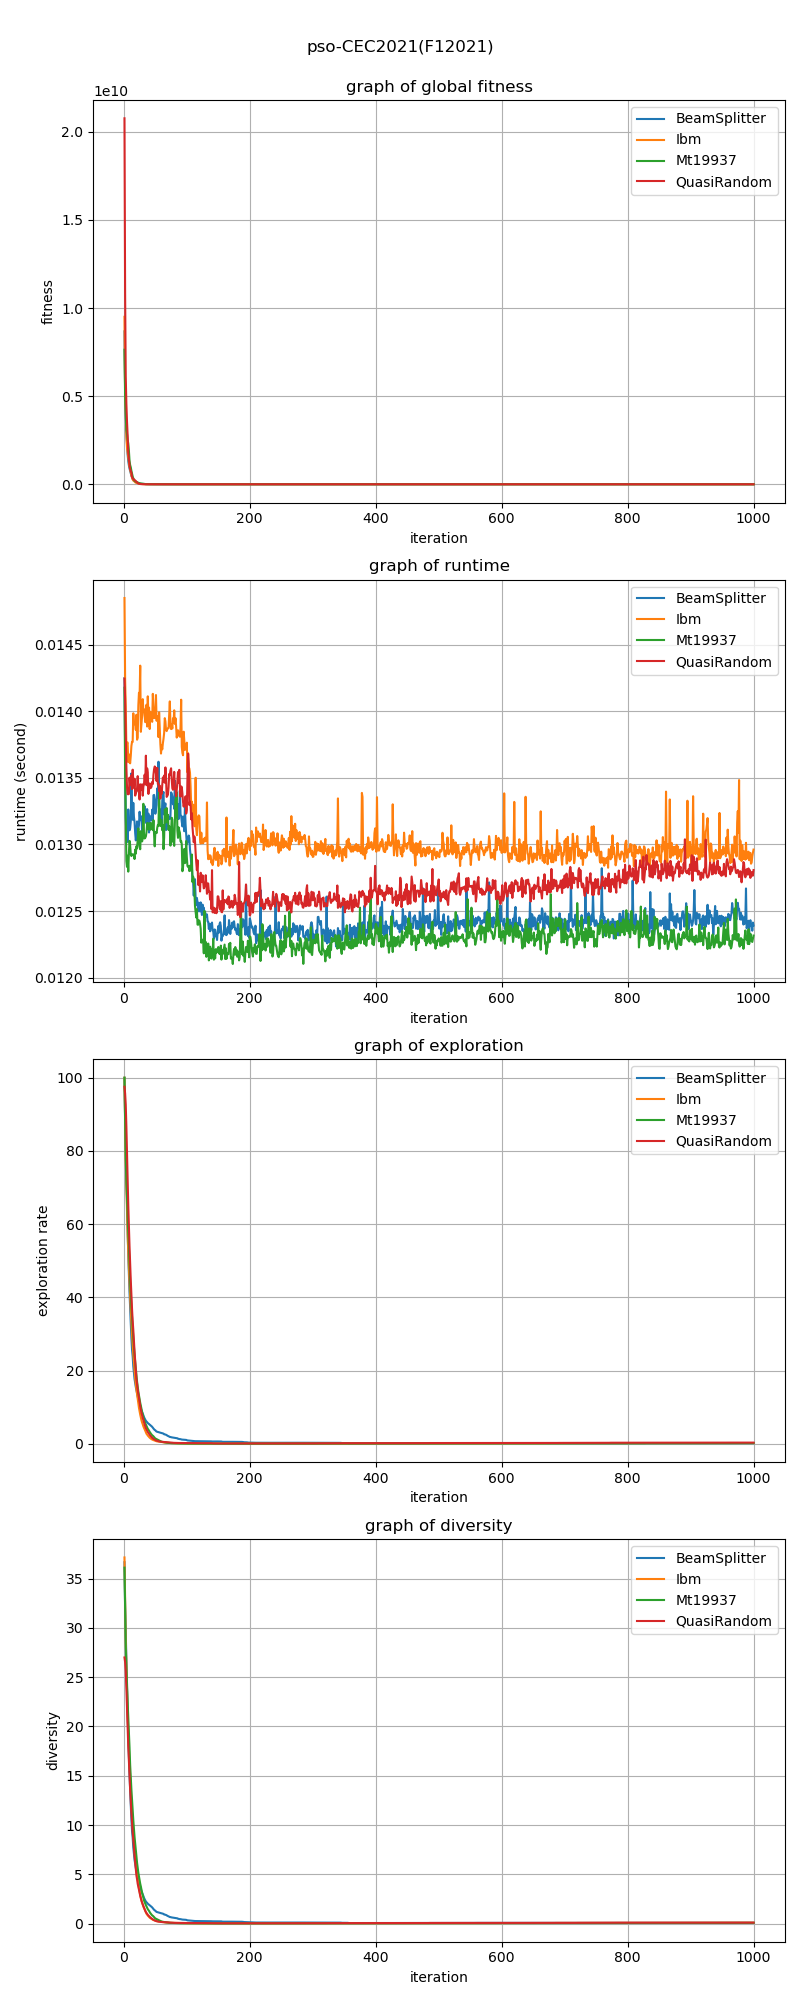 pso-CEC2021(F12021)
graph of global fitness
1e10
2.0
1.5
1.0
0.5
0.0
fitness
0 200 400 600 800 1000
iteration
BeamSplitter
Ibm
Mt19937
QuasiRandom
graph of runtime
0.0145
0.0140
0.0135
0.0130
0.0125
0.0120
runtime (second)
0 200 400 600 800 1000
iteration
BeamSplitter
Ibm
Mt19937
QuasiRandom
graph of exploration
100
80
60
40
20
0
exploration rate
0 200 400 600 800 1000
iteration
BeamSplitter
Ibm
Mt19937
QuasiRandom
graph of diversity
35
30
25
20
15
10
5
0
diversity
0 200 400 600 800 1000
iteration
BeamSplitter
Ibm
Mt19937
QuasiRandom